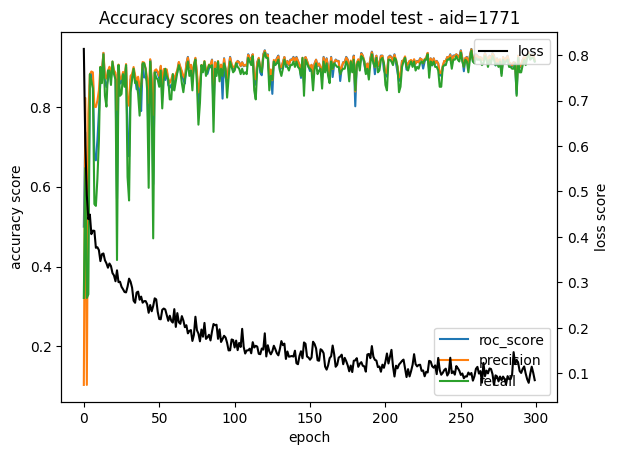 Accuracy scores on teacher model test - aid=1771
loss
accuracy score
0.8
0.6
0.4
0.2
loss score
0.8
0.7
0.6
0.5
0.4
0.3
0.2
0.1
roc_score
precision
recall
0
50
100
150
200
250
300
epoch